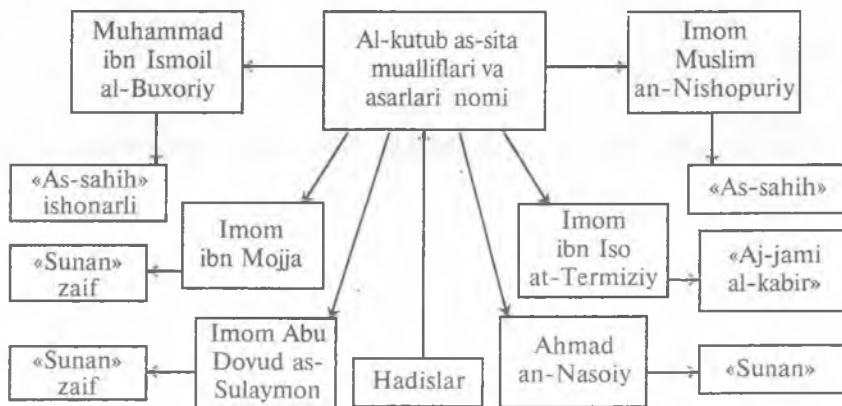 Muhammad
ibn Ismoil
al-Buxoriy
Al-kutub as-sita
mualliflari va
asarlari nomi
Imom
Muslim
an-Nishopuriy
«As-sahih»
ishonarli
«As-sahih»
Imom
ibn Mojja
Imom
ibn Iso
at-Termiziy
«Sunan»
zaif
«Aj-jami
al-kabir»
Imom Abu
Dovud as-
Sulaymon
Hadislar
Ahmad
an-Nasoiy
«Sunan»
zaif
«Sunan»